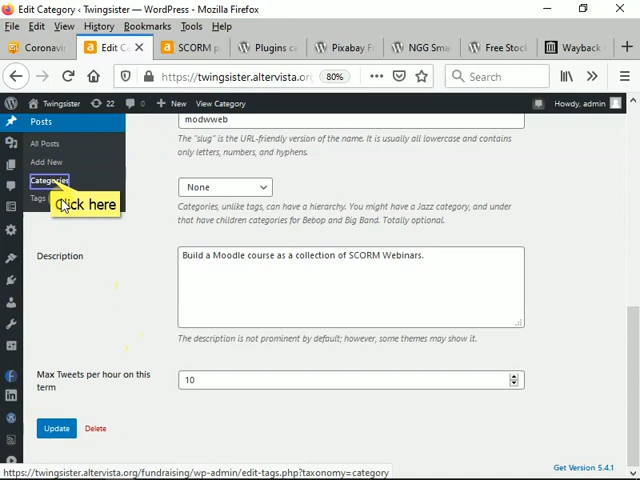 Edit Category ‹ Twingsister — WordPress - Mozilla Firefox
File Edit View History Bookmarks Tools Help
Coronavir Edit Ca SCORM p Plugins ca Pixabay F NGG Sma Free Stock Wayback
https://twingsister.altervista.org/ 80% Search
Twingsister 22 0 New View Category Howdy, admin
Posts
All Posts
Add New
Categories
Tags
Click here
modwweb
The "slug" is the URL-friendly version of the name. It is usually all lowercase and contains
only letters, numbers, and hyphens.
None
Categories, unlike tags, can have a hierarchy. You might have a Jazz category, and under
that have children categories for Bebop and Big Band. Totally optional.
Description
Build a Moodle course as a collection of SCORM Webinars.
The description is not prominent by default; however, some themes may show it.
Max Tweets per hour on this
term
10
Update Delete
Get Version 5.4.1
https://twingsister.altervista.org/fundraising/wp-admin/edit-tags.php?taxonomy=category